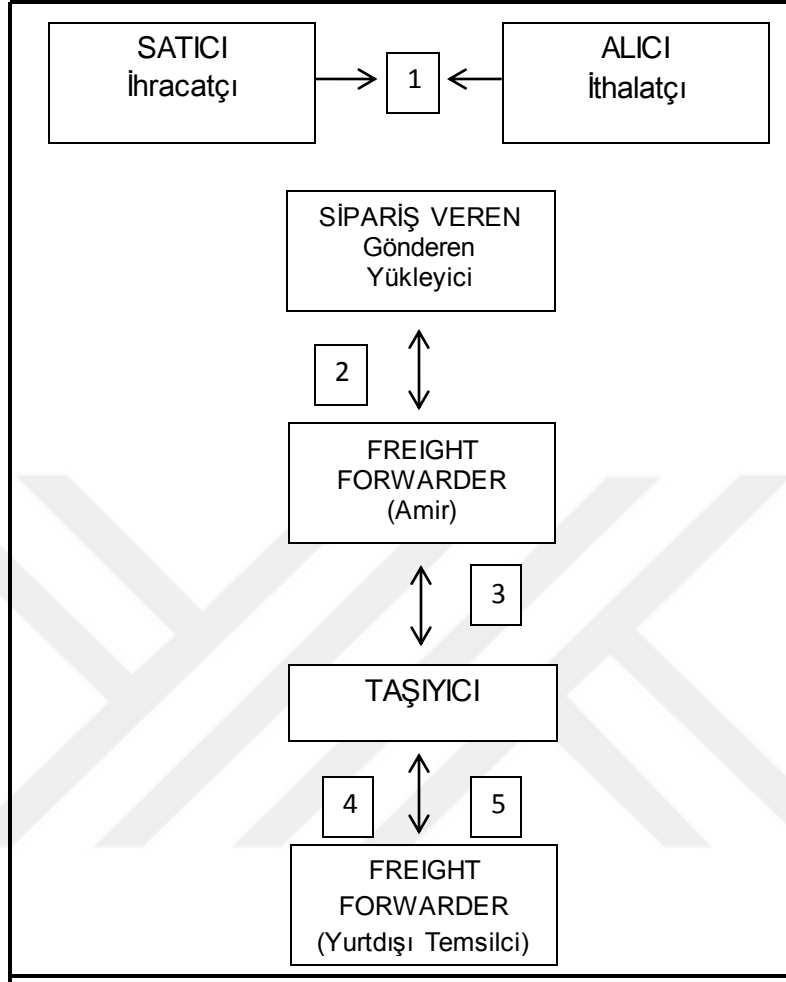 SATICI
İhracatçı
1
ALICI
İthalatçı
SİPARİŞ VEREN
Gönderen
Yükleyici
2
FREIGHT
FORWARDER
(Amir)
3
TAŞIYICI
4
5
FREIGHT
FORWARDER
(Yurtdışı Temsilci)